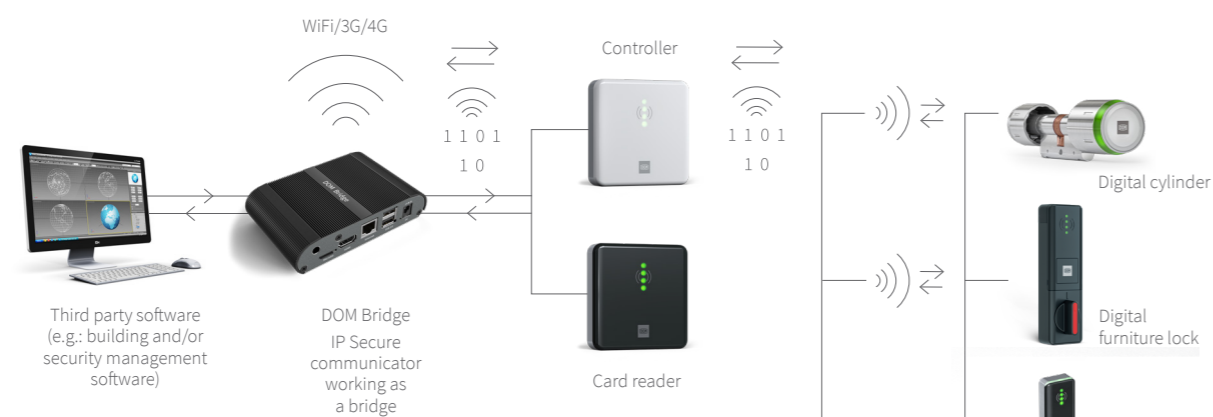 WiFi/3G/4G
Controller
1 1 0 1
1 0
1 1 0 1
1 0
DOM Bridge
Digital cylinder
Third party software
(e.g.: building and/or
security management
software)
DOM Bridge
IP Secure
communicator
working as
a bridge
Card reader
Digital
furniture lock